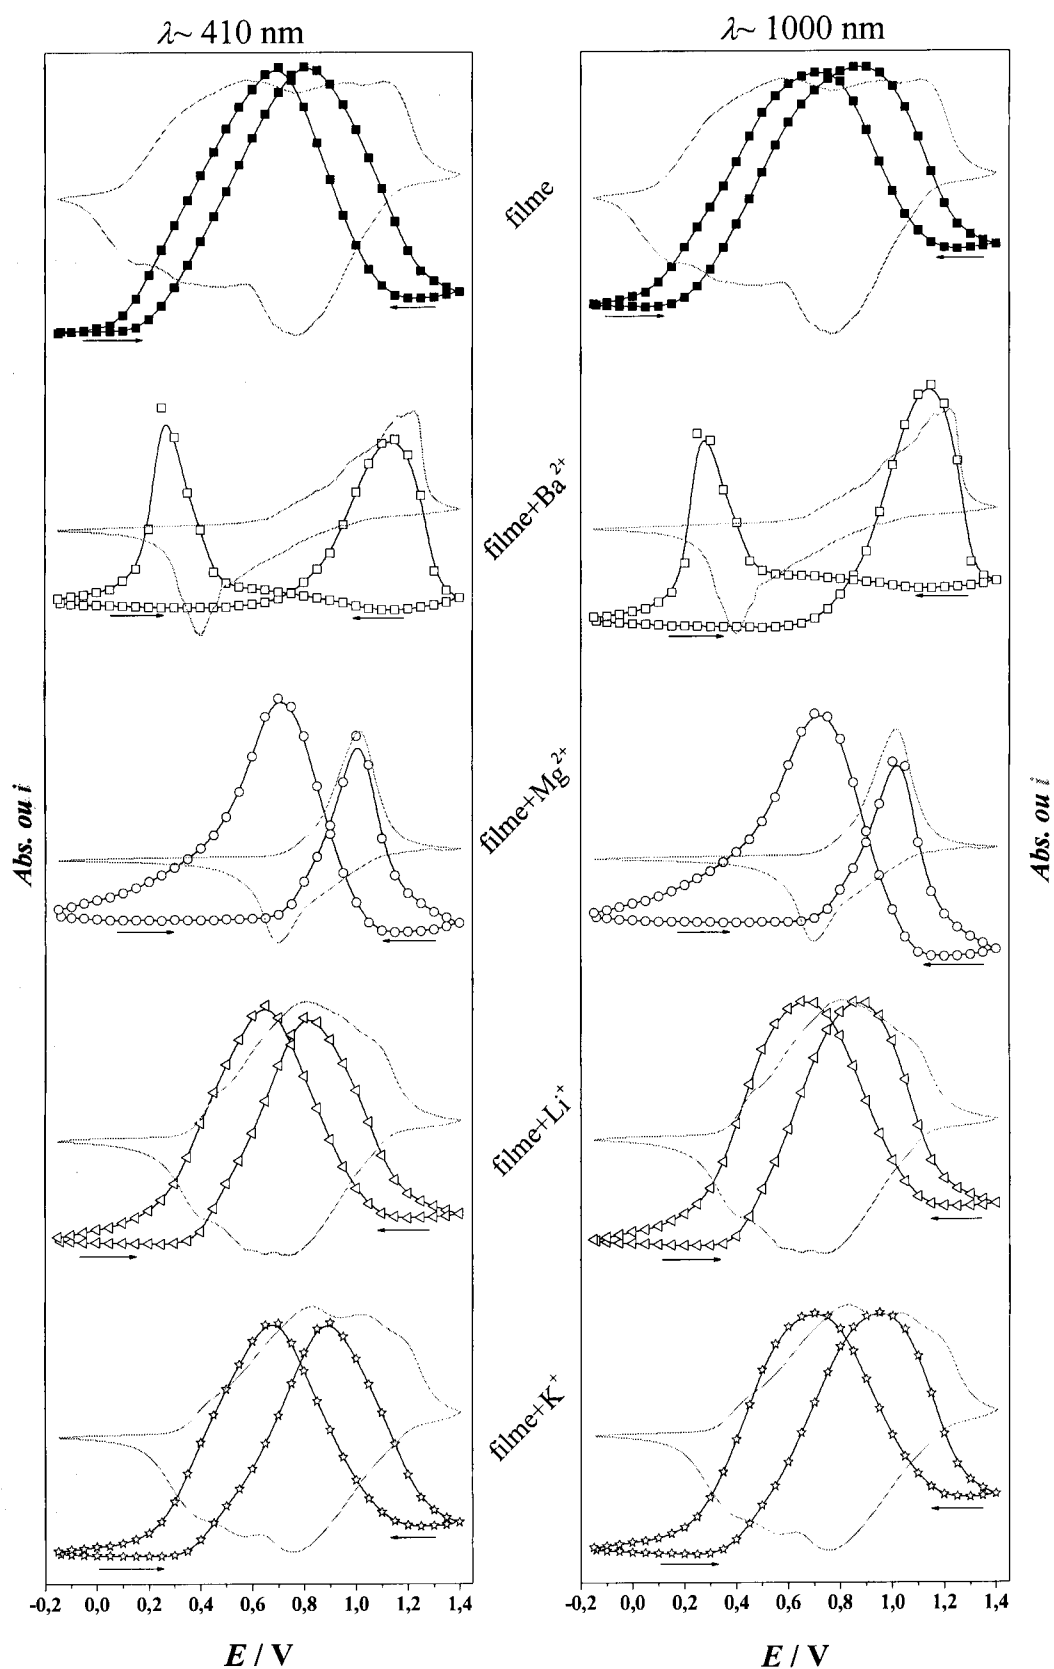 λ~ 410 nm
λ~ 1000 nm
filme
filme+Ba²⁺
filme+Mg²⁺
filme+Li⁺
filme+K⁺
Abs. ou i
Abs. ou i
-0,2 0,0 0,2 0,4 0,6 0,8 1,0 1,2 1,4
-0,2 0,0 0,2 0,4 0,6 0,8 1,0 1,2 1,4
E / V
E / V